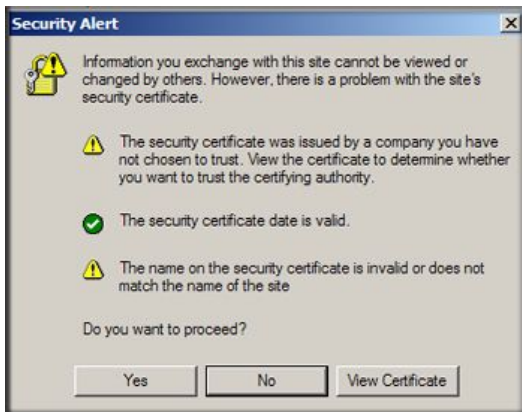 Security Alert
Information you exchange with this site cannot be viewed or
changed by others. However, there is a problem with the site's
security certificate.
The security certificate was issued by a company you have
not chosen to trust. View the certificate to determine whether
you want to trust the certifying authority.
The security certificate date is valid.
The name on the security certificate is invalid or does not
match the name of the site
Do you want to proceed?
Yes No View Certificate